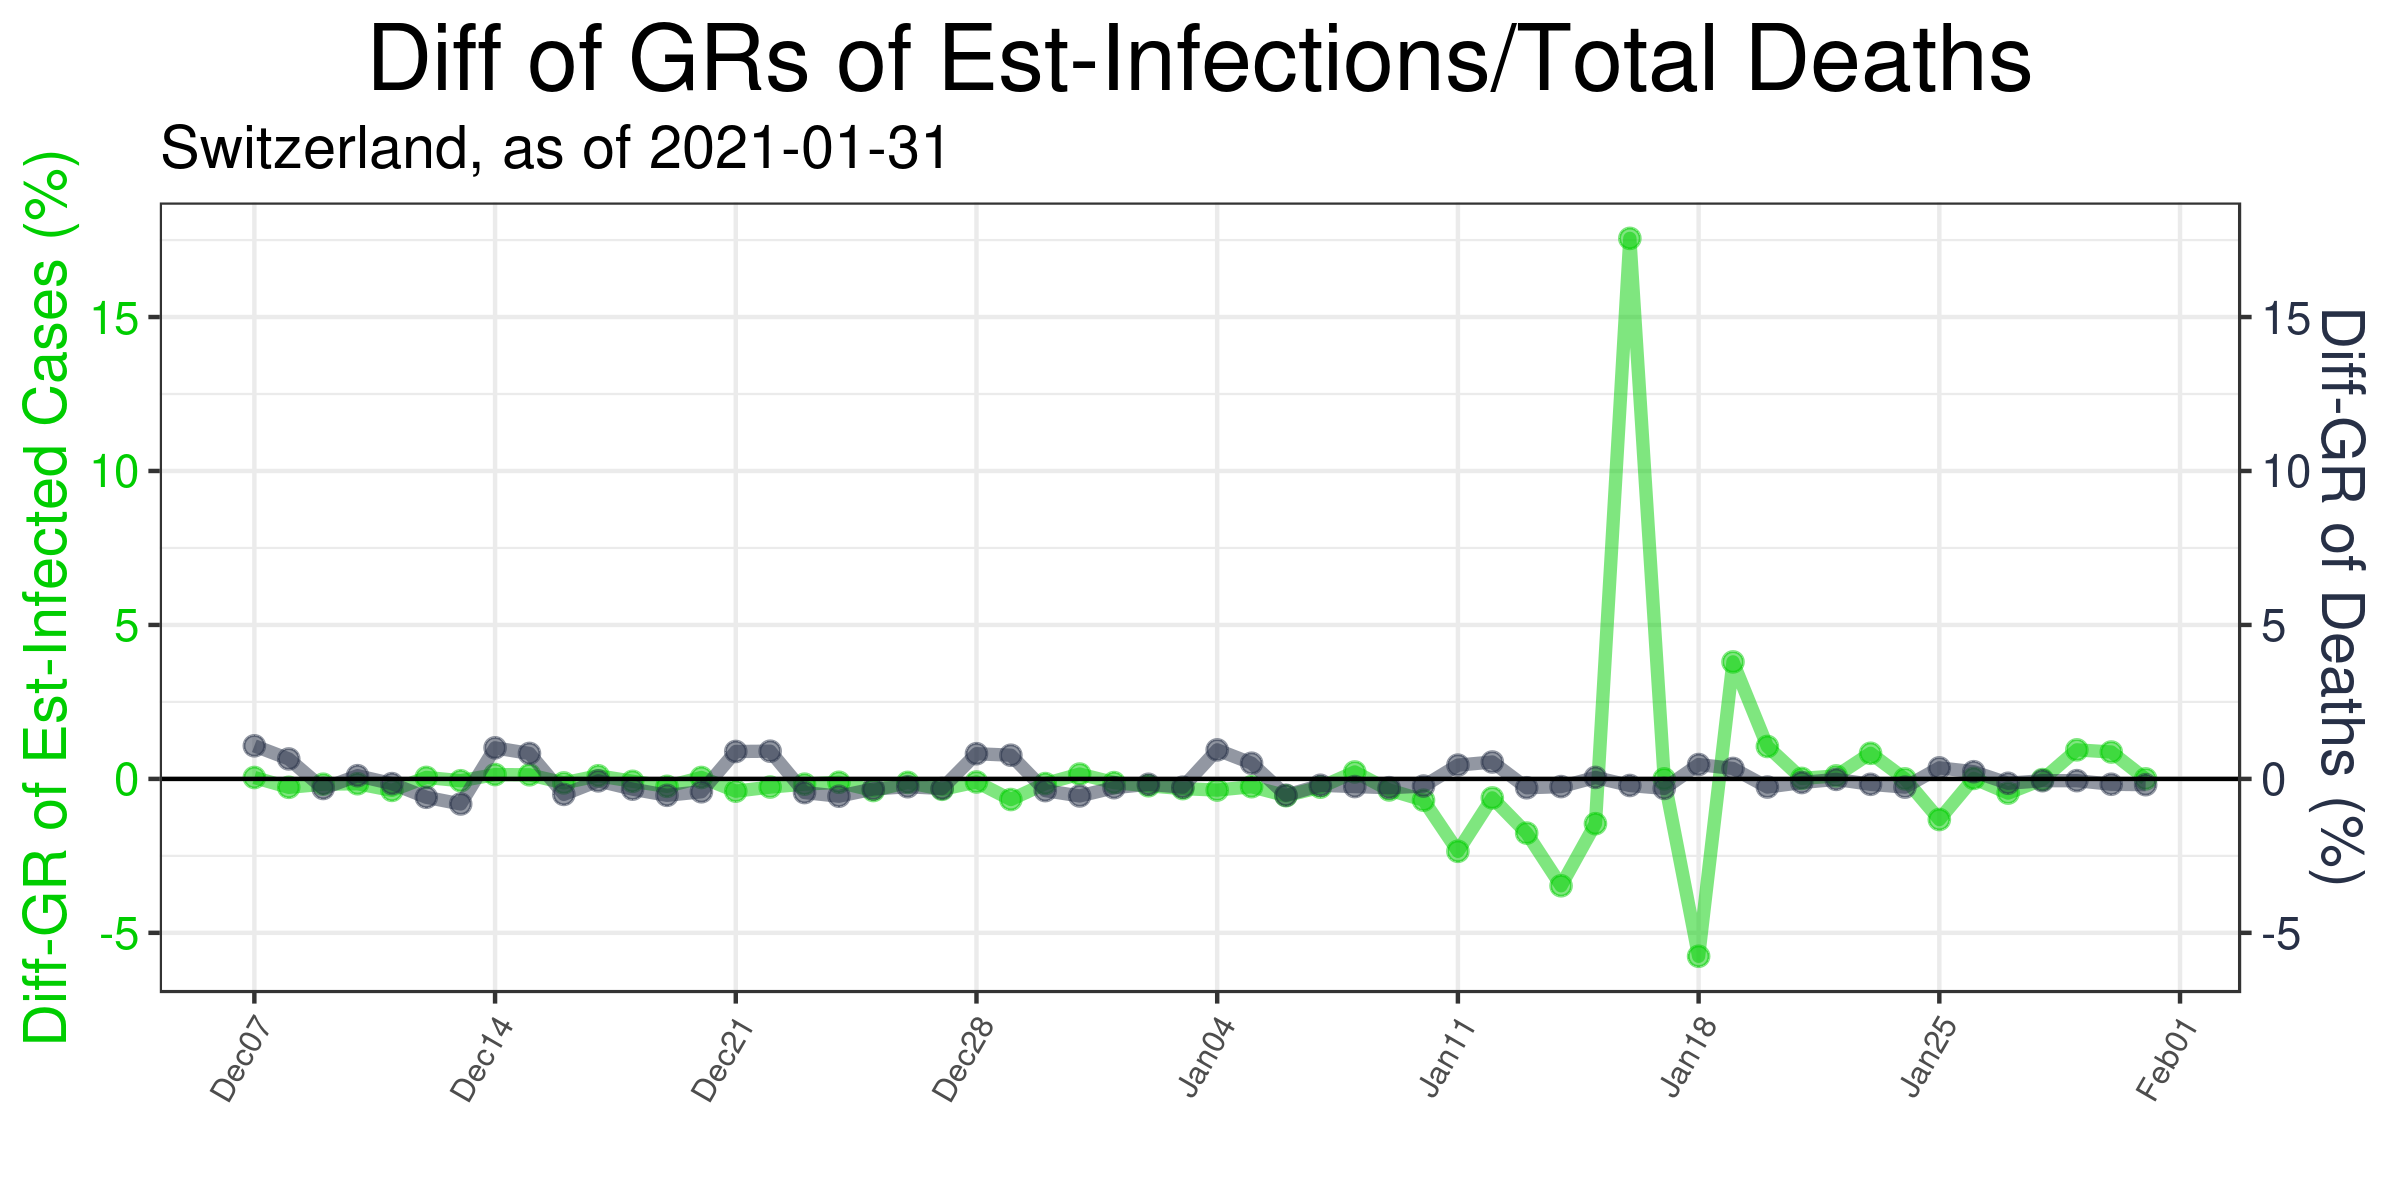 Diff of GRs of Est-Infections/Total Deaths
Switzerland, as of 2021-01-31
Diff-GR of Est-Infected Cases (%)
15
10
5
0
-5
15
10
5
0
-5
Diff-GR of Deaths (%)
Dec07
Dec14
Dec21
Dec28
Jan04
Jan11
Jan18
Jan25
Feb01